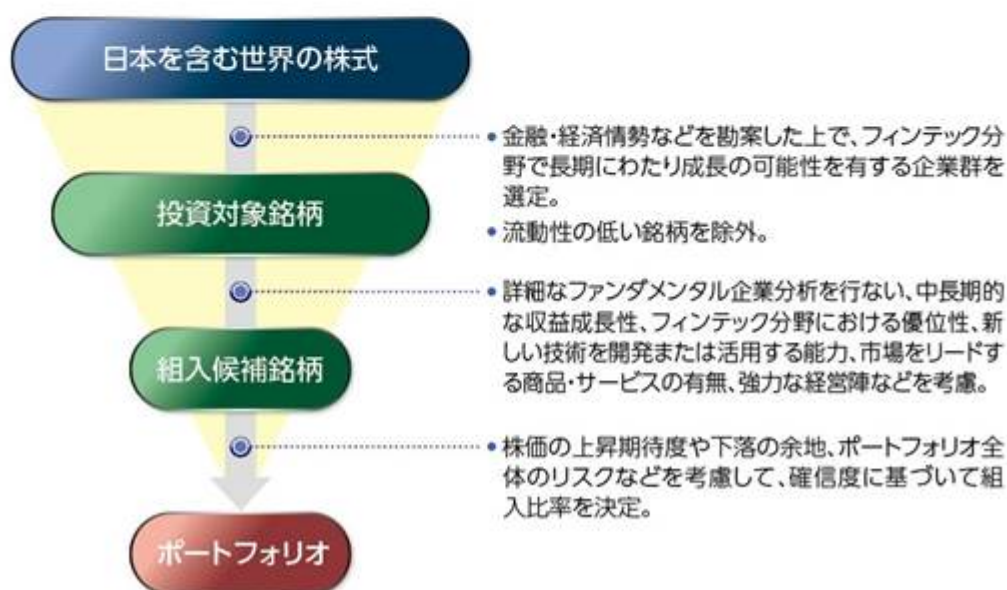 日本を含む世界の株式
• 金融・経済情勢などを勘案した上で、フィンテック分
野で長期にわたり成長の可能性を有する企業群を
選定。
投資対象銘柄
• 流動性の低い銘柄を除外。
• 詳細なファンダメンタル企業分析を行ない、中長期的
な収益成長性、フィンテック分野における優位性、新
しい技術を開発または活用する能力、市場をリードす
る商品・サービスの有無、強力な経営陣などを考慮。
組入候補銘柄
• 株価の上昇期待度や下落の余地、ポートフォリオ全
体のリスクなどを考慮して、確信度に基づいて組
入比率を決定。
ポートフォリオ